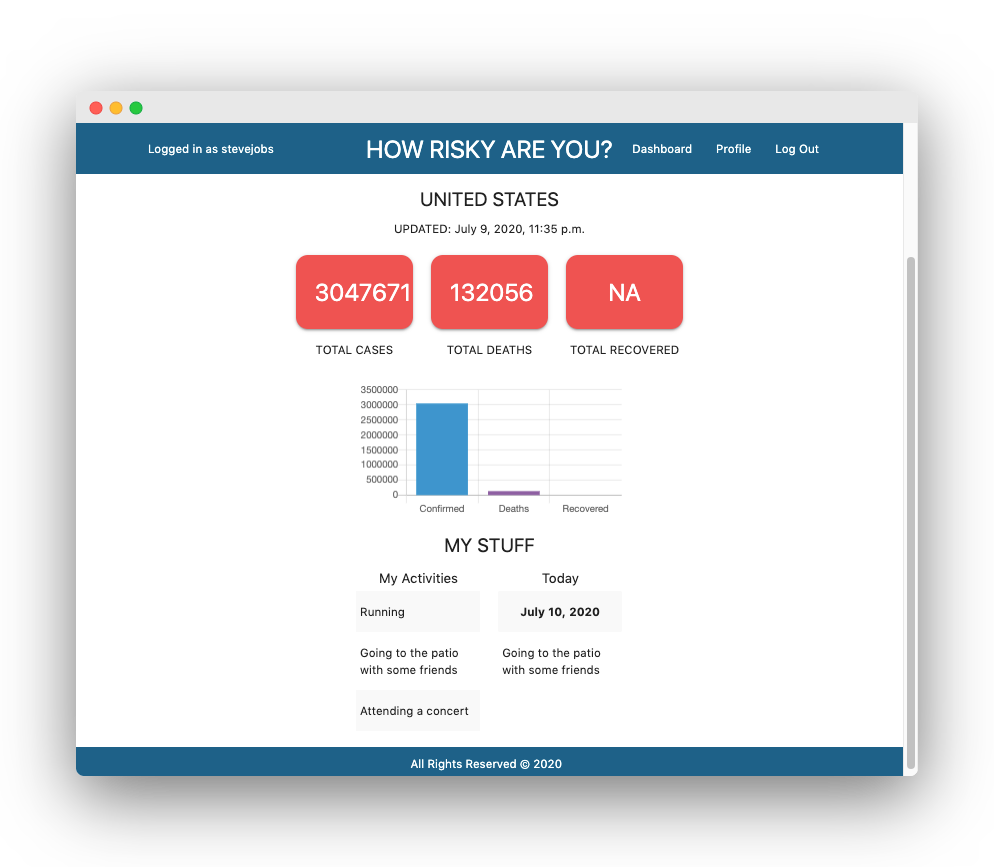 Logged in as stevejobs
HOW RISKY ARE YOU?
Dashboard
Profile
Log Out
UNITED STATES
UPDATED: July 9, 2020, 11:35 p.m.
3047671
132056
NA
TOTAL CASES
TOTAL DEATHS
TOTAL RECOVERED
3500000
3000000
2500000
2000000
1500000
1000000
500000
0
Confirmed
Deaths
Recovered
MY STUFF
My Activities
Running
Going to the patio
with some friends
Attending a concert
Today
July 10, 2020
Going to the patio
with some friends
All Rights Reserved © 2020